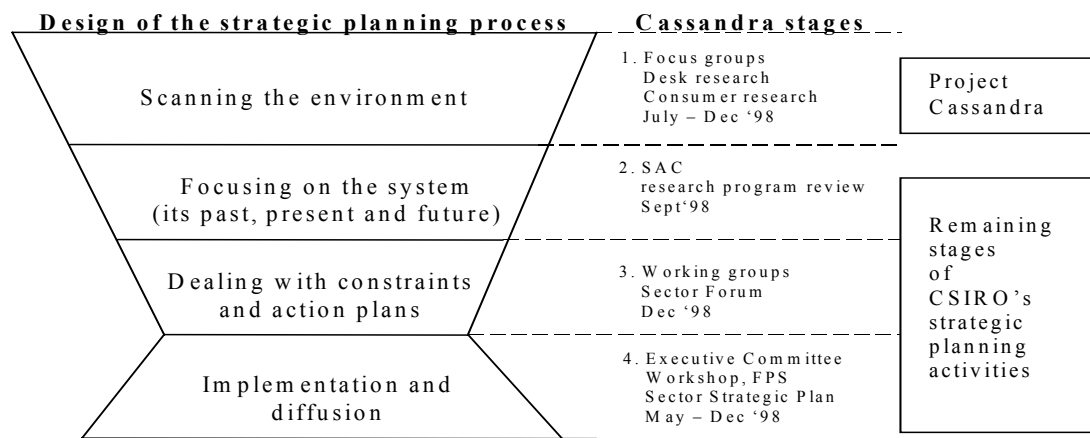 Design of the strategic planning process
Cassandra stages
Scanning the environment
1. Focus groups
Desk research
Consumer research
July – Dec ‘98
Project
Cassandra
Focusing on the system
(its past, present and future)
2. SAC
research program review
Sept‘98
Dealing with constraints
and action plans
3. Working groups
Sector Forum
Dec ‘98
Implementation and
diffusion
4. Executive Committee
Workshop, FPS
Sector Strategic Plan
May – Dec ‘98
Remaining
stages
of
CSIRO’s
strategic
planning
activities